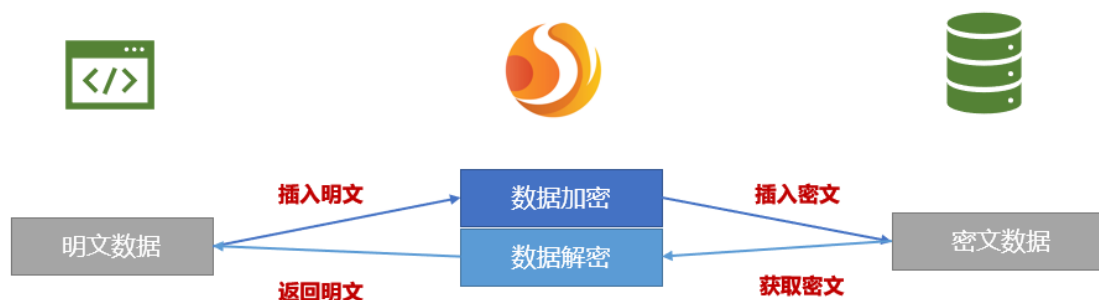 </>
插入明文
数据加密
插入密文
明文数据
数据解密
密文数据
返回明文
获取密文